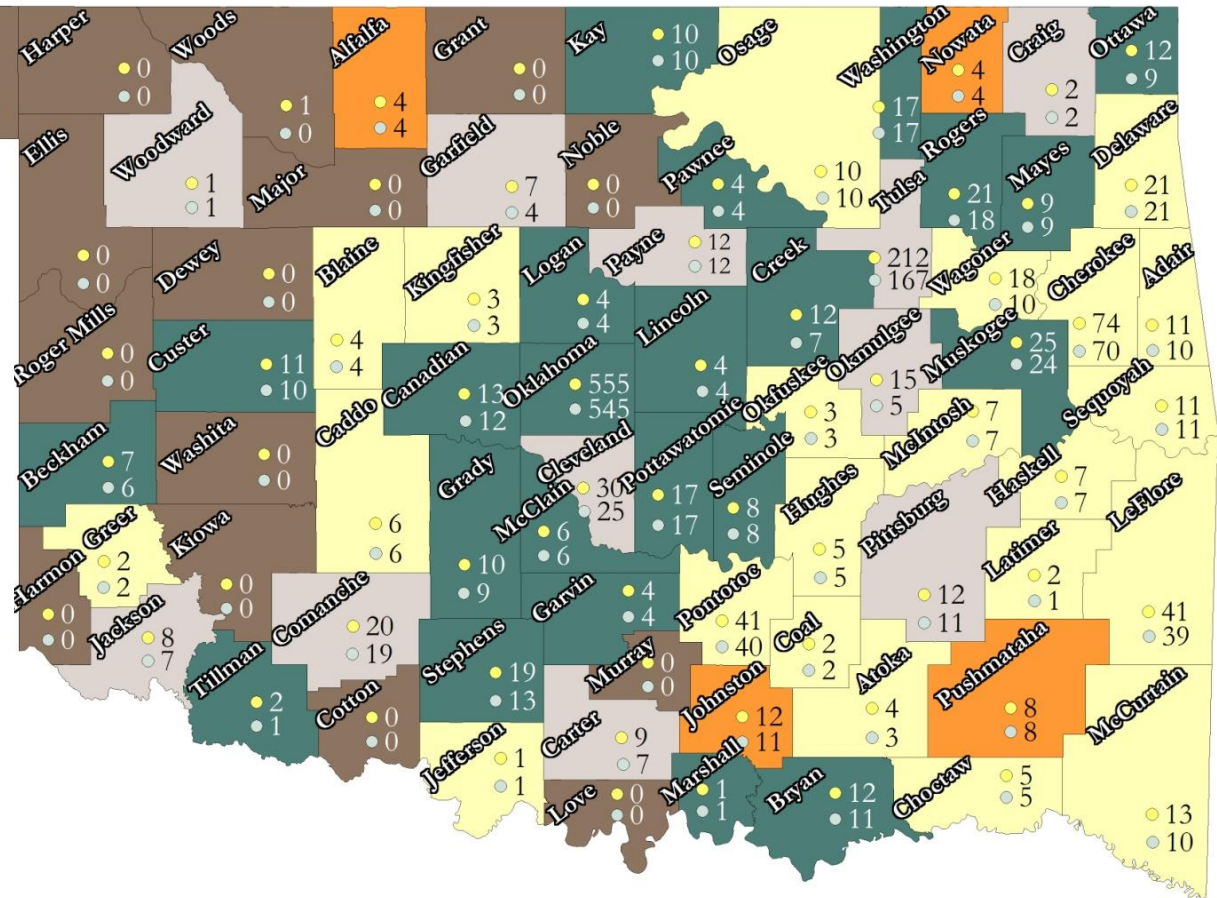 Harper
0
0
Woods
1
0
Alfalfa
4
4
Grant
0
0
Kay
10
10
Osage
10
10
Washington
17
17
Nowata
4
4
Craig
2
2
Ottawa
12
9
Ellis
0
0
Woodward
1
1
Major
0
0
Garfield
7
4
Noble
0
0
Pawnee
4
4
Tulsa
212
167
Rogers
21
18
Mayes
9
9
Delaware
21
21
Roger Mills
0
0
Dewey
0
0
Blaine
4
4
Kingfisher
3
3
Logan
4
4
Payne
12
12
Creek
12
7
Wagoner
18
10
Cherokee
74
70
Adair
11
10
Custer
11
10
Canadian
13
12
Oklahoma
555
545
Lincoln
4
4
Okfuskee
3
3
Okmulgee
15
5
Muskogee
25
24
Sequoyah
11
11
Beckham
7
6
Washita
0
0
Caddo
6
6
Grady
10
9
McClain
6
6
Cleveland
30
25
Pottawatomie
17
17
Seminole
8
8
Hughes
5
5
McIntosh
7
7
Pittsburg
12
11
Haskell
7
7
LeFlore
41
39
Harmon
0
0
Greer
2
2
Kiowa
0
0
Jackson
8
7
Comanche
20
19
Tillman
2
1
Cotton
0
0
Stephens
19
13
Garvin
4
4
Murray
0
0
Pontotoc
41
40
Coal
2
2
Latimer
2
1
Jefferson
1
1
Carter
9
7
Love
0
0
Johnston
12
11
Marshall
1
1
Bryan
12
11
Atoka
4
3
Pushmataha
8
8
Choctaw
5
5
McCurtain
13
10